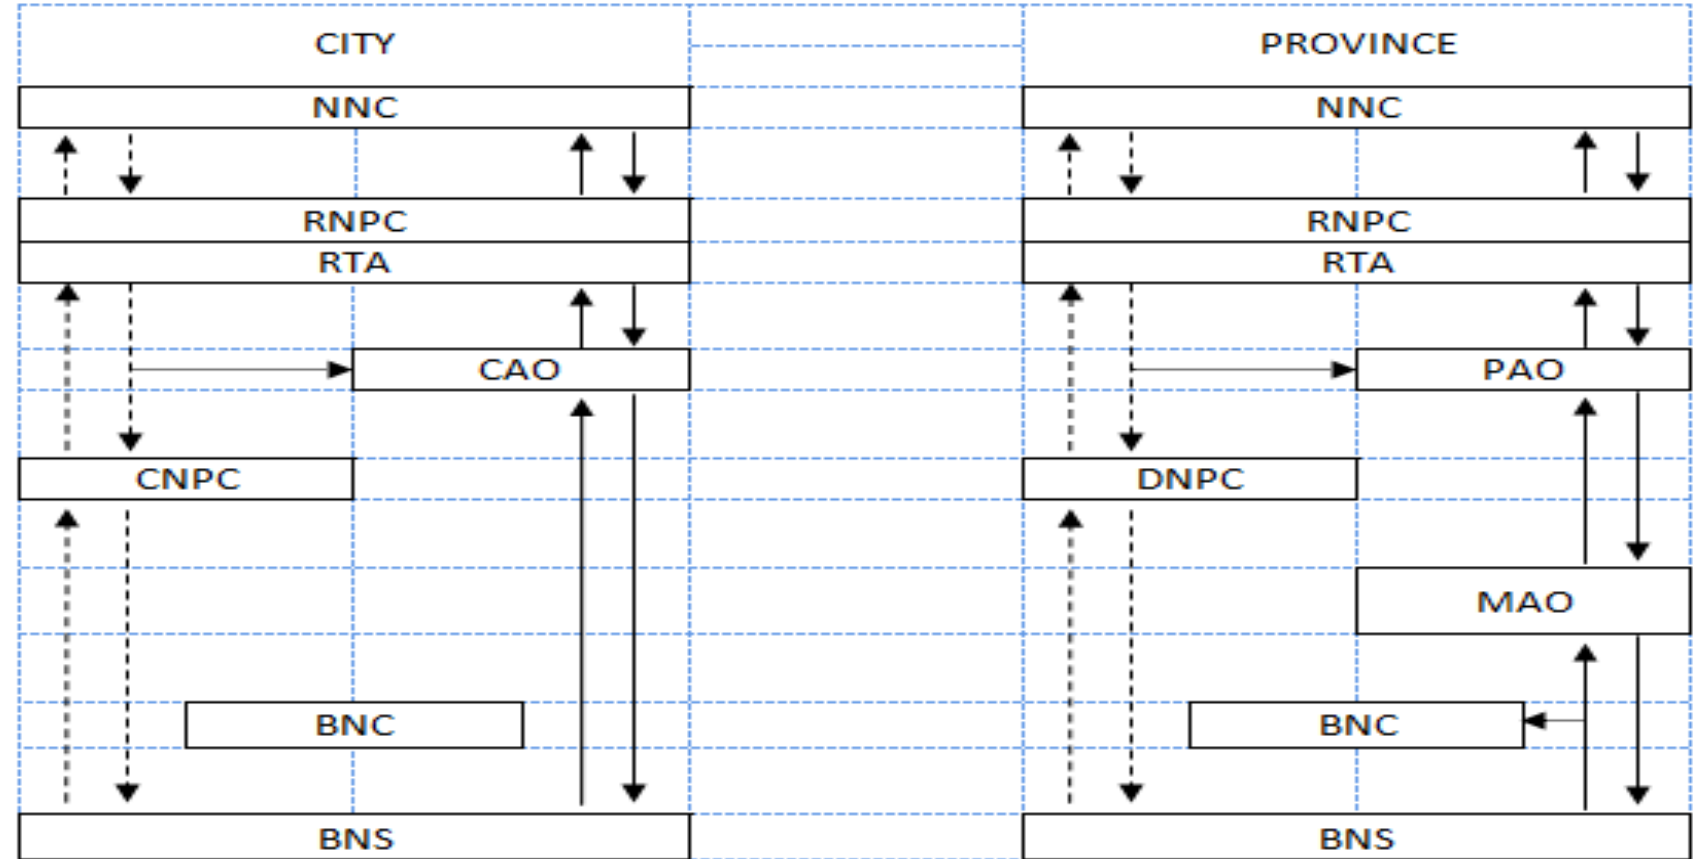 CITY
PROVINCE
NNC
NNC
RNPC
RNPC
RTA
RTA
CAO
PAO
CNPC
DNPC
MAO
BNC
BNC
BNS
BNS